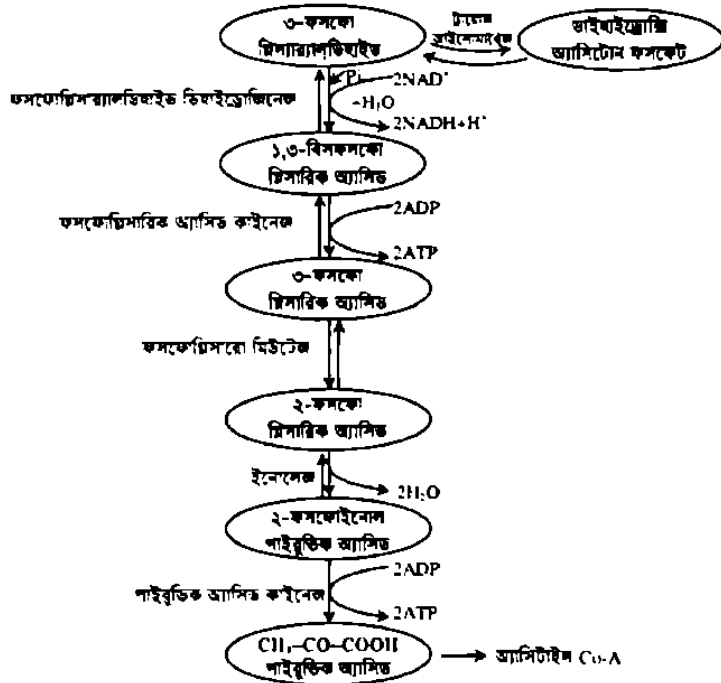 ৩-ফসফো
গ্লিসার‍্যালডিহাইড
ট্রায়োজ
আইসোমারেজ
ডাইহাইড্রোক্সি
অ্যাসিটোন ফসফেট
ফসফোগ্লিসার‍্যালডিহাইড ডিহাইড্রোজিনেজ
Pi
2NAD⁺
-H₂O
2NADH+H⁺
১,৩-বিসফসফো
গ্লিসারিক অ্যাসিড
ফসফোগ্লিসারিক অ্যাসিড কাইনেজ
2ADP
2ATP
৩-ফসফো
গ্লিসারিক অ্যাসিড
ফসফোগ্লিসারো মিউটেজ
২-ফসফো
গ্লিসারিক অ্যাসিড
ইনোলেজ
2H₂O
২-ফসফোইনোল
পাইরুভিক অ্যাসিড
পাইরুভিক অ্যাসিড কাইনেজ
2ADP
2ATP
CH₃-CO-COOH
পাইরুভিক অ্যাসিড
অ্যাসিটাইল Co-A